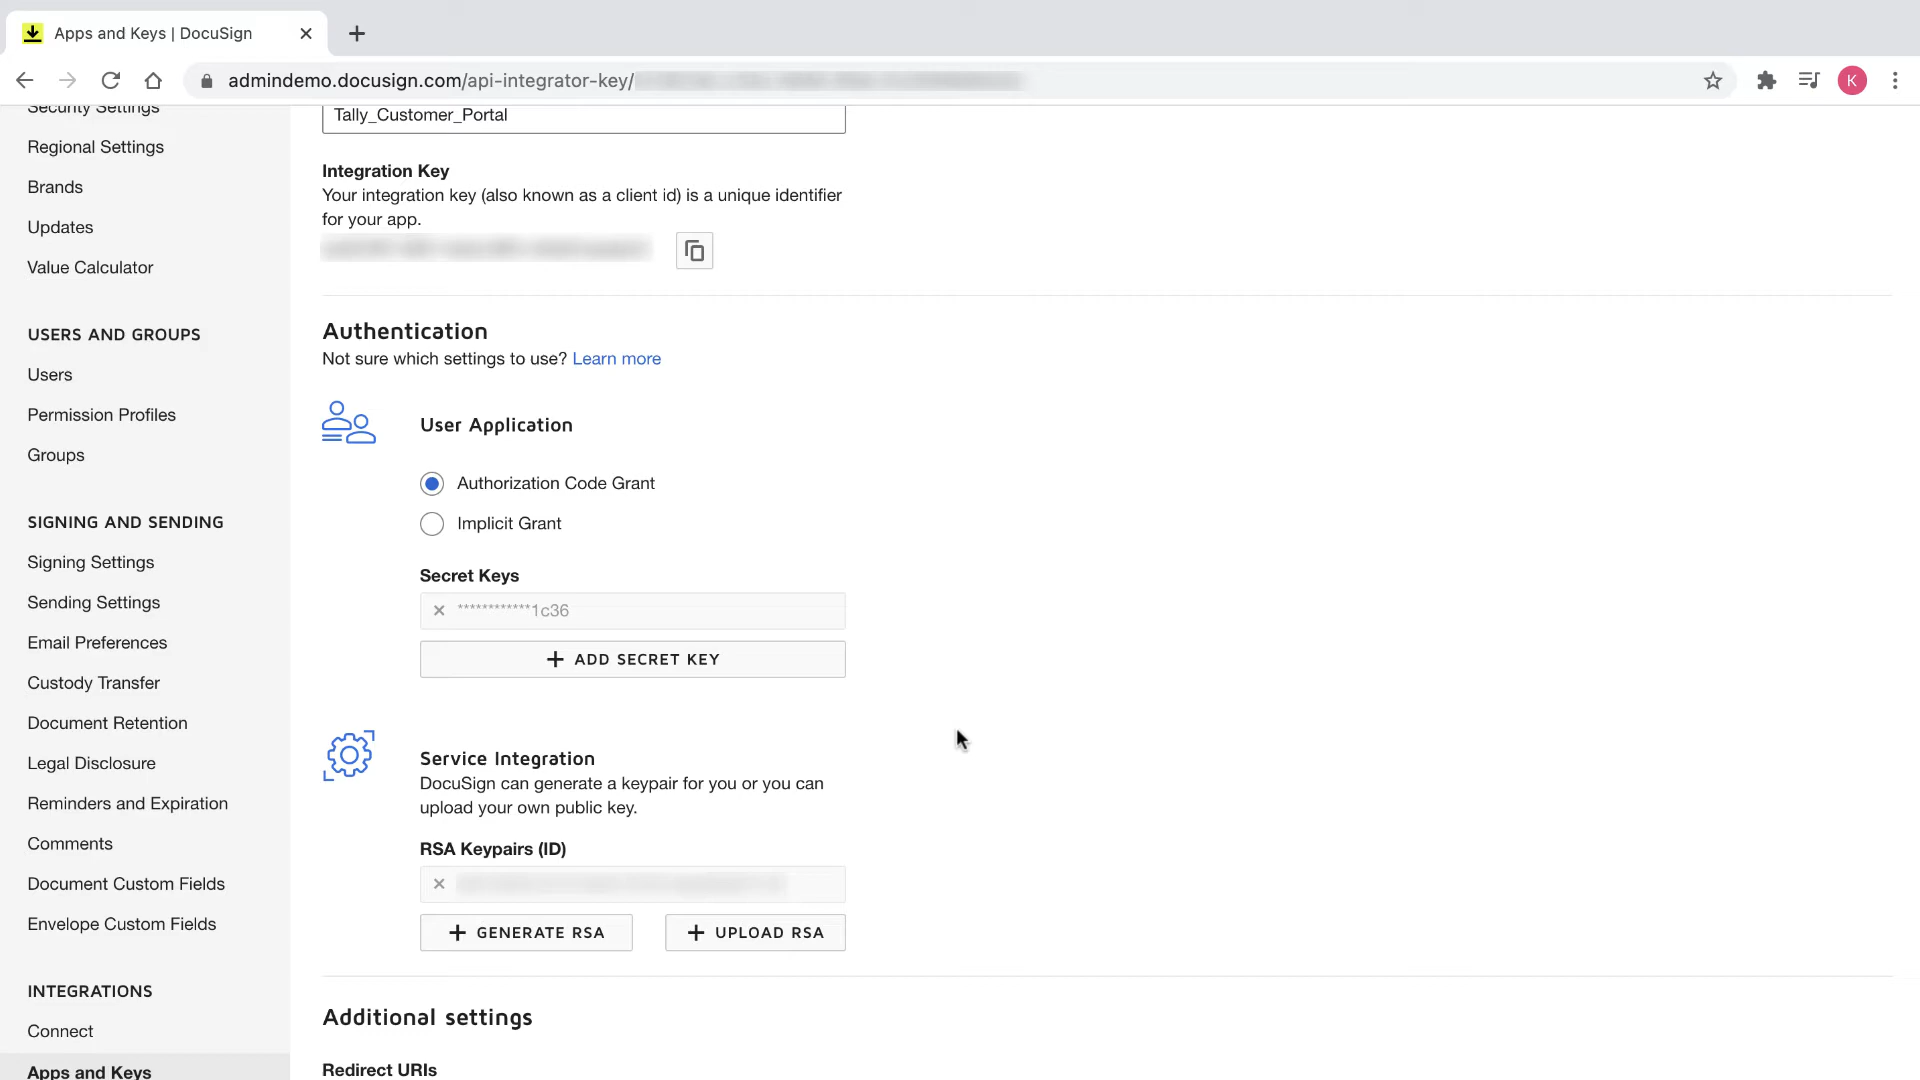 Apps and Keys | DocuSign
admindemo.docusign.com/api-integrator-key/
K
Security Settings
Regional Settings
Brands
Updates
Value Calculator
USERS AND GROUPS
Users
Permission Profiles
Groups
SIGNING AND SENDING
Signing Settings
Sending Settings
Email Preferences
Custody Transfer
Document Retention
Legal Disclosure
Reminders and Expiration
Comments
Document Custom Fields
Envelope Custom Fields
INTEGRATIONS
Connect
Apps and Keys
Tally_Customer_Portal
Integration Key
Your integration key (also known as a client id) is a unique identifier
for your app.
Authentication
Not sure which settings to use? Learn more
User Application
Authorization Code Grant
Implicit Grant
Secret Keys
************1c36
ADD SECRET KEY
Service Integration
DocuSign can generate a keypair for you or you can
upload your own public key.
RSA Keypairs (ID)
GENERATE RSA
UPLOAD RSA
Additional settings
Redirect URIs